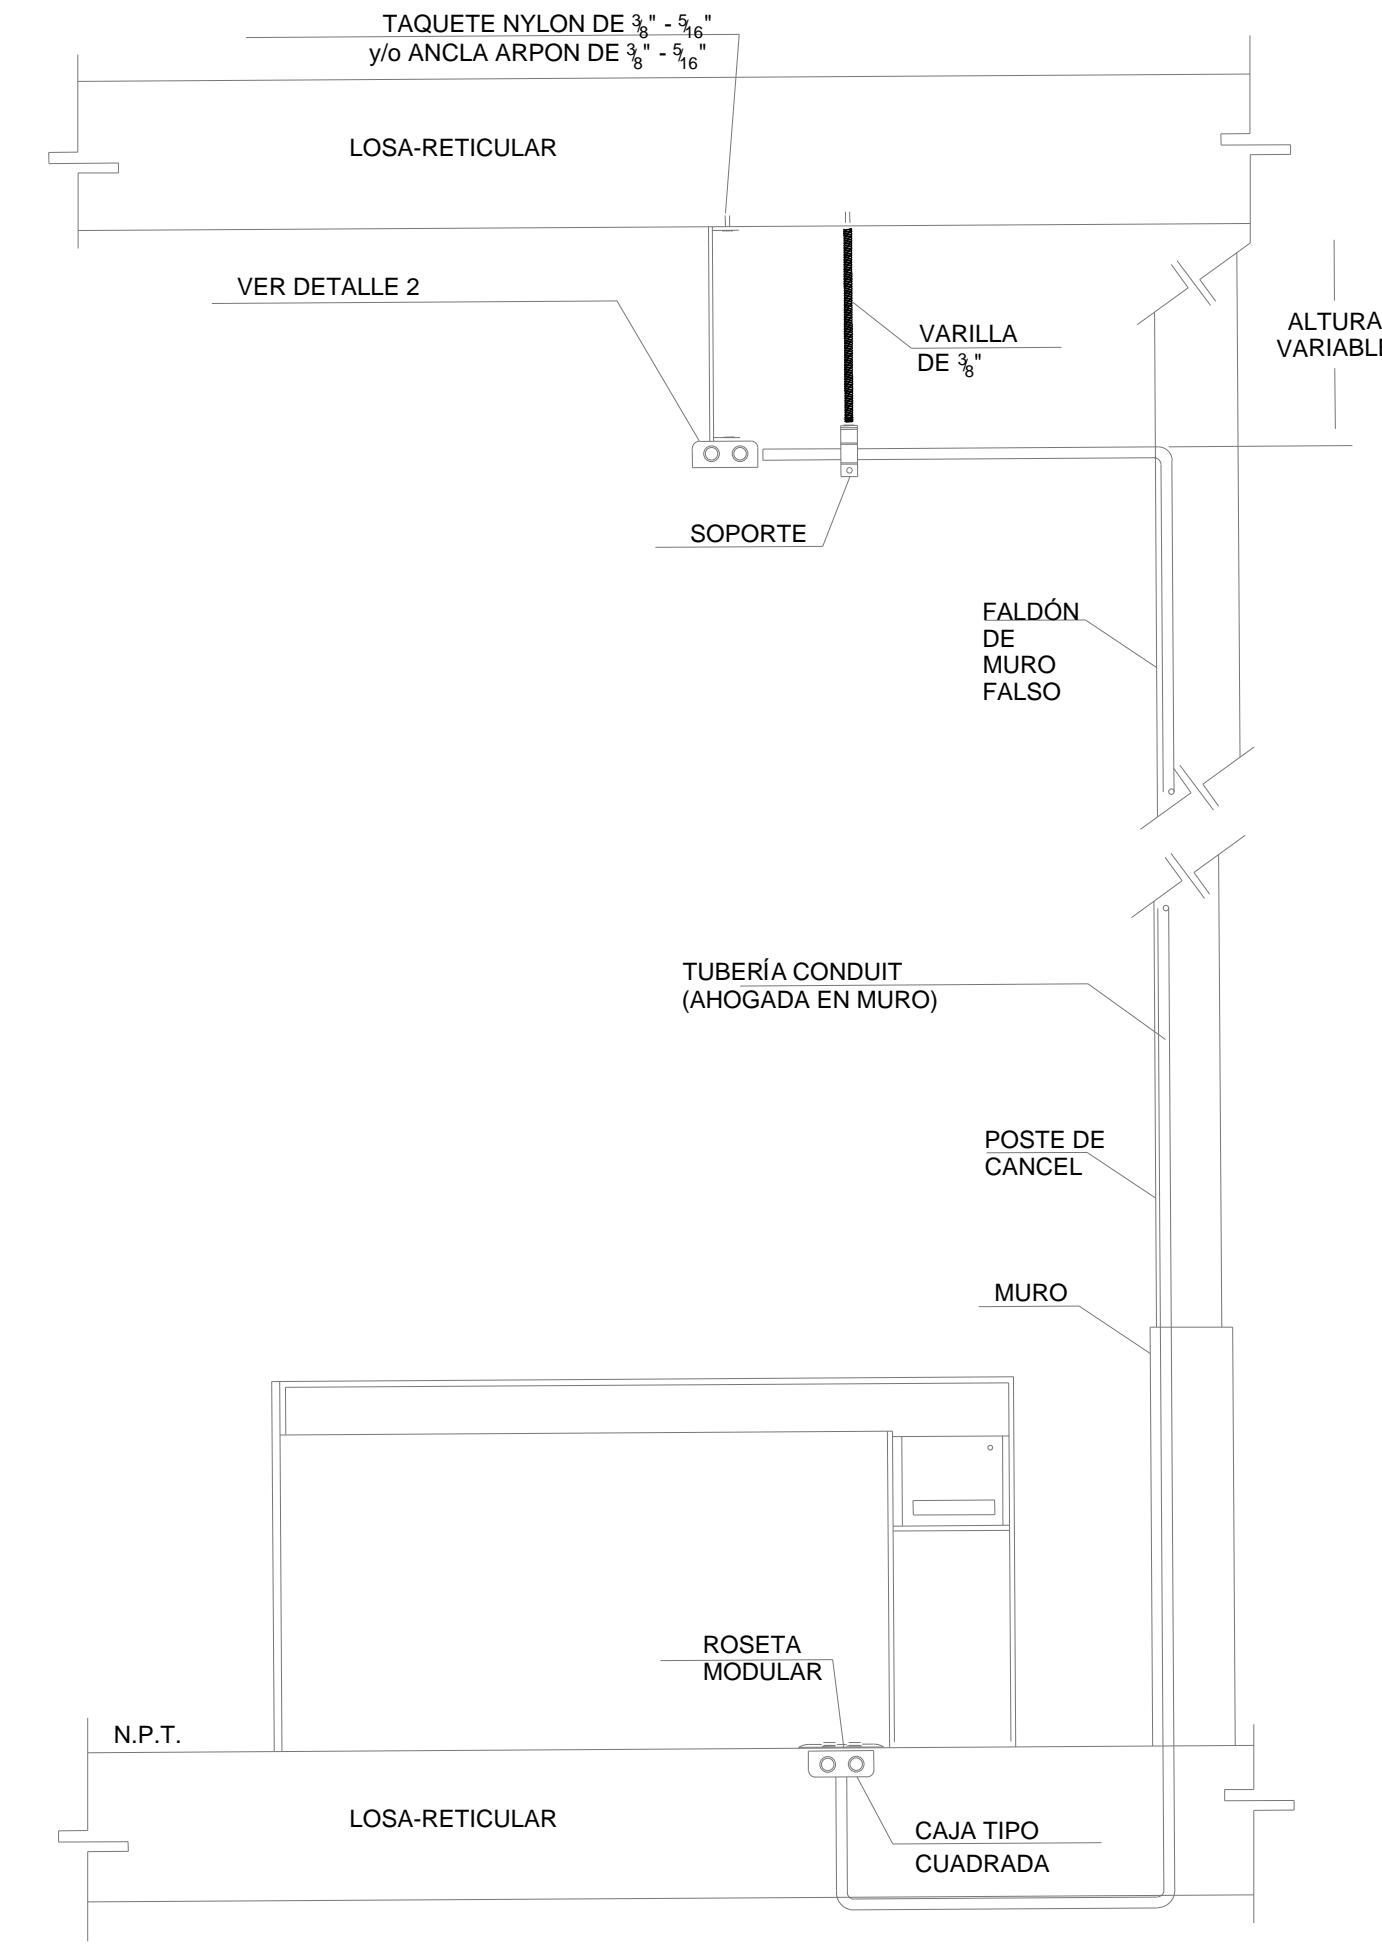 TAQUETE NYLON DE 3/8" - 5/16"
y/o ANCLA ARPON DE 3/8" - 5/16"
LOSA-RETICULAR
VER DETALLE 2
VARILLA
DE 3/8"
ALTURA
VARIABLE
SOPORTE
FALDÓN
DE
MURO
FALSO
TUBERÍA CONDUIT
(AHOGADA EN MURO)
POSTE DE
CANCEL
MURO
ROSETA
MODULAR
N.P.T.
LOSA-RETICULAR
CAJA TIPO
CUADRADA